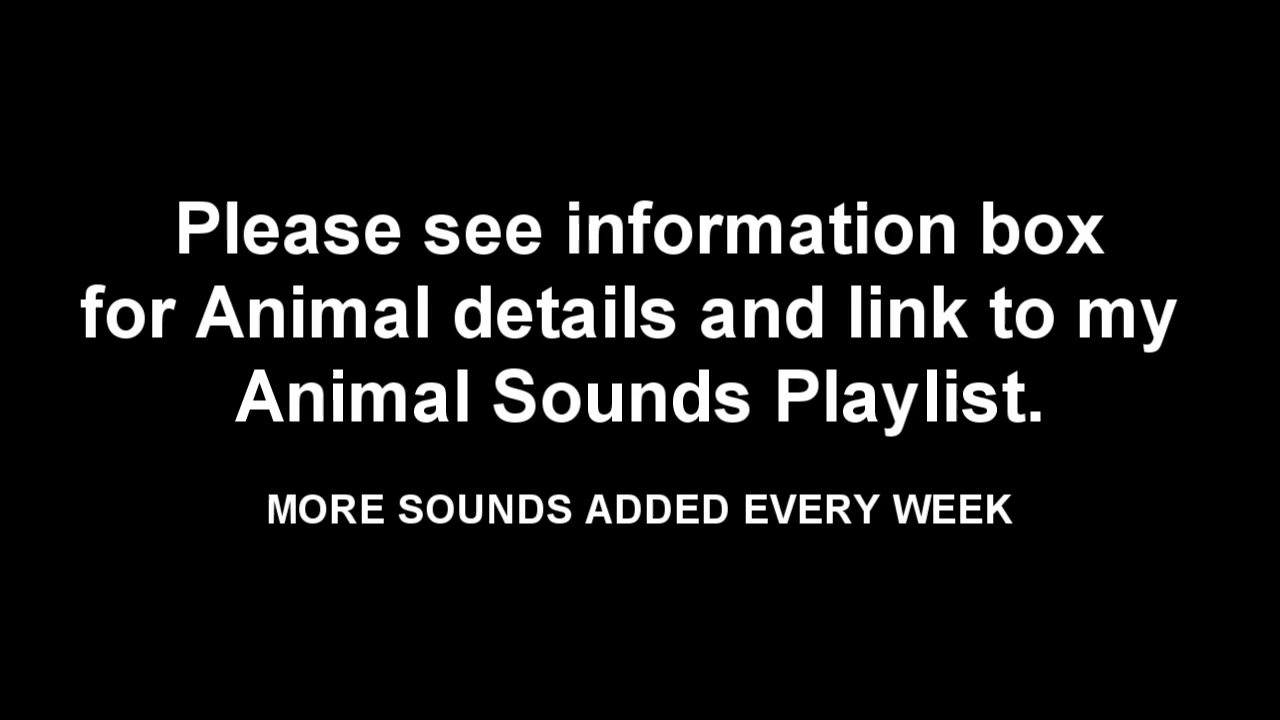 Please see information box
for Animal details and link to my
Animal Sounds Playlist.
MORE SOUNDS ADDED EVERY WEEK